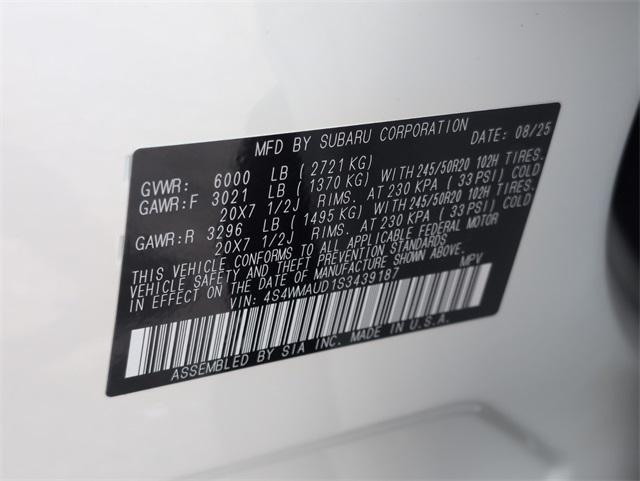 MFD BY SUBARU CORPORATION DATE: 08/25
GVWR: 6000 LB ( 2721 KG)
GAWR:F 3021 LB ( 1370 KG) WITH 245/50R20 102H TIRES.
20X7 1/2J RIMS. AT 230 KPA ( 33 PSI) COLD
GAWR:R 3296 LB ( 1495 KG) WITH 245/50R20 102H TIRES.
20X7 1/2J RIMS. AT 230 KPA ( 33 PSI) COLD
THIS VEHICLE CONFORMS TO ALL APPLICABLE FEDERAL MOTOR
VEHICLE SAFETY AND THEFT PREVENTION STANDARDS
IN EFFECT ON THE DATE OF MANUFACTURE SHOWN ABOVE.
VIN: 4S4WMAUD1S3439187 MPV
ASSEMBLED BY SIA INC. MADE IN U.S.A.